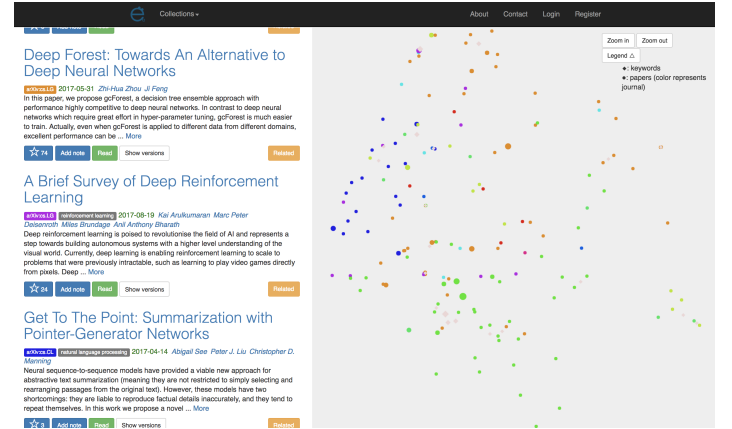 Collections
About
Contact
Login
Register
Add note
Read
Deep Forest: Towards An Alternative to
Deep Neural Networks
arXiv:cs.LG 2017-05-31 Zhi-Hua Zhou Ji Feng
In this paper, we propose gcForest, a decision tree ensemble approach with
performance highly competitive to deep neural networks. In contrast to deep neural
networks which require great effort in hyper-parameter tuning, gcForest is much easier
to train. Actually, even when gcForest is applied to different data from different domains,
excellent performance can be ... More
74 Add note Read Show versions Related
A Brief Survey of Deep Reinforcement
Learning
arXiv:cs.LG reinforcement learning 2017-08-19 Kai Arulkumaran Marc Peter
Deisenroth Miles Brundage Anil Anthony Bharath
Deep reinforcement learning is poised to revolutionise the field of AI and represents a
step towards building autonomous systems with a higher level understanding of the
visual world. Currently, deep learning is enabling reinforcement learning to scale to
problems that were previously intractable, such as learning to play video games directly
from pixels. Deep ... More
24 Add note Read Show versions Related
Get To The Point: Summarization with
Pointer-Generator Networks
arXiv:cs.CL natural language processing 2017-04-14 Abigail See Peter J. Liu Christopher D.
Manning
Neural sequence-to-sequence models have provided a viable new approach for
abstractive text summarization (meaning they are not restricted to simply selecting and
rearranging passages from the original text). However, these models have two
shortcomings: they are liable to reproduce factual details inaccurately, and they tend to
repeat themselves. In this work we propose a novel ... More
3 Add note Read Show versions Related
Zoom in Zoom out
Legend △
◆: keywords
●: papers (color represents
journal)